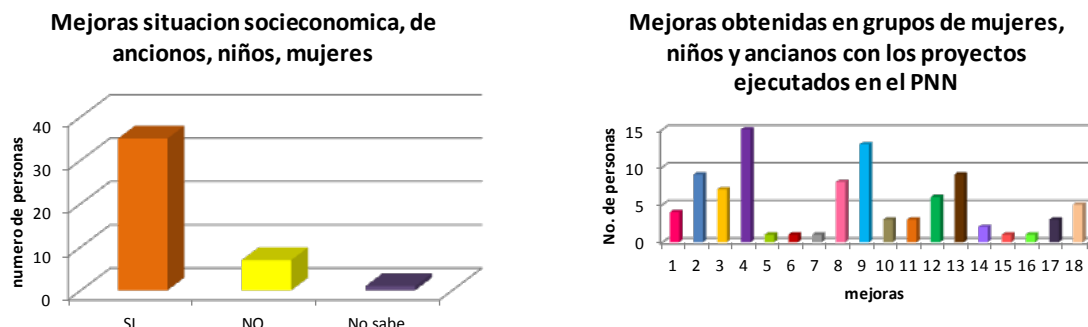 Mejoras situacion socieconomica, de
ancionos, niños, mujeres
numero de personas
40
30
20
10
0
SI
NO
No sabe
Mejoras obtenidas en grupos de mujeres,
niños y ancianos con los proyectos
ejecutados en el PNN
No. de personas
15
10
5
0
1 2 3 4 5 6 7 8 9 10 11 12 13 14 15 16 17 18
mejoras